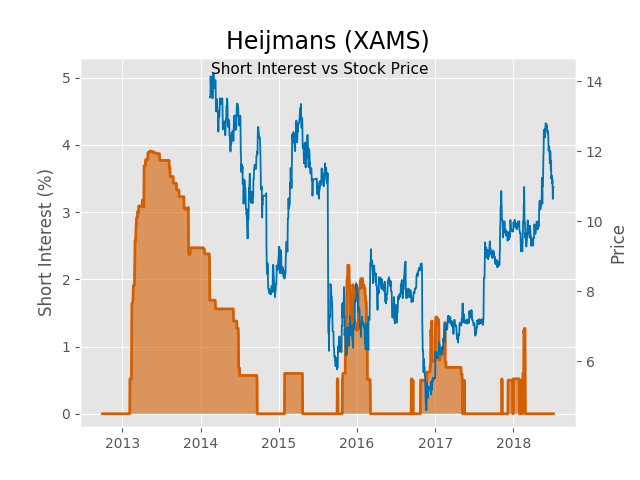 Heijmans (XAMS)
Short Interest vs Stock Price
Short Interest (%)
5
4
3
2
1
0
14
12
10
8
6
Price
2013 2014 2015 2016 2017 2018